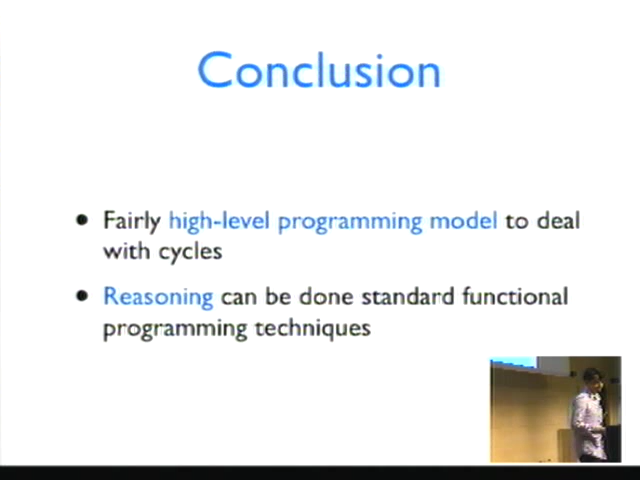 Conclusion
• Fairly high-level programming model to deal
with cycles
• Reasoning can be done standard functional
programming techniques